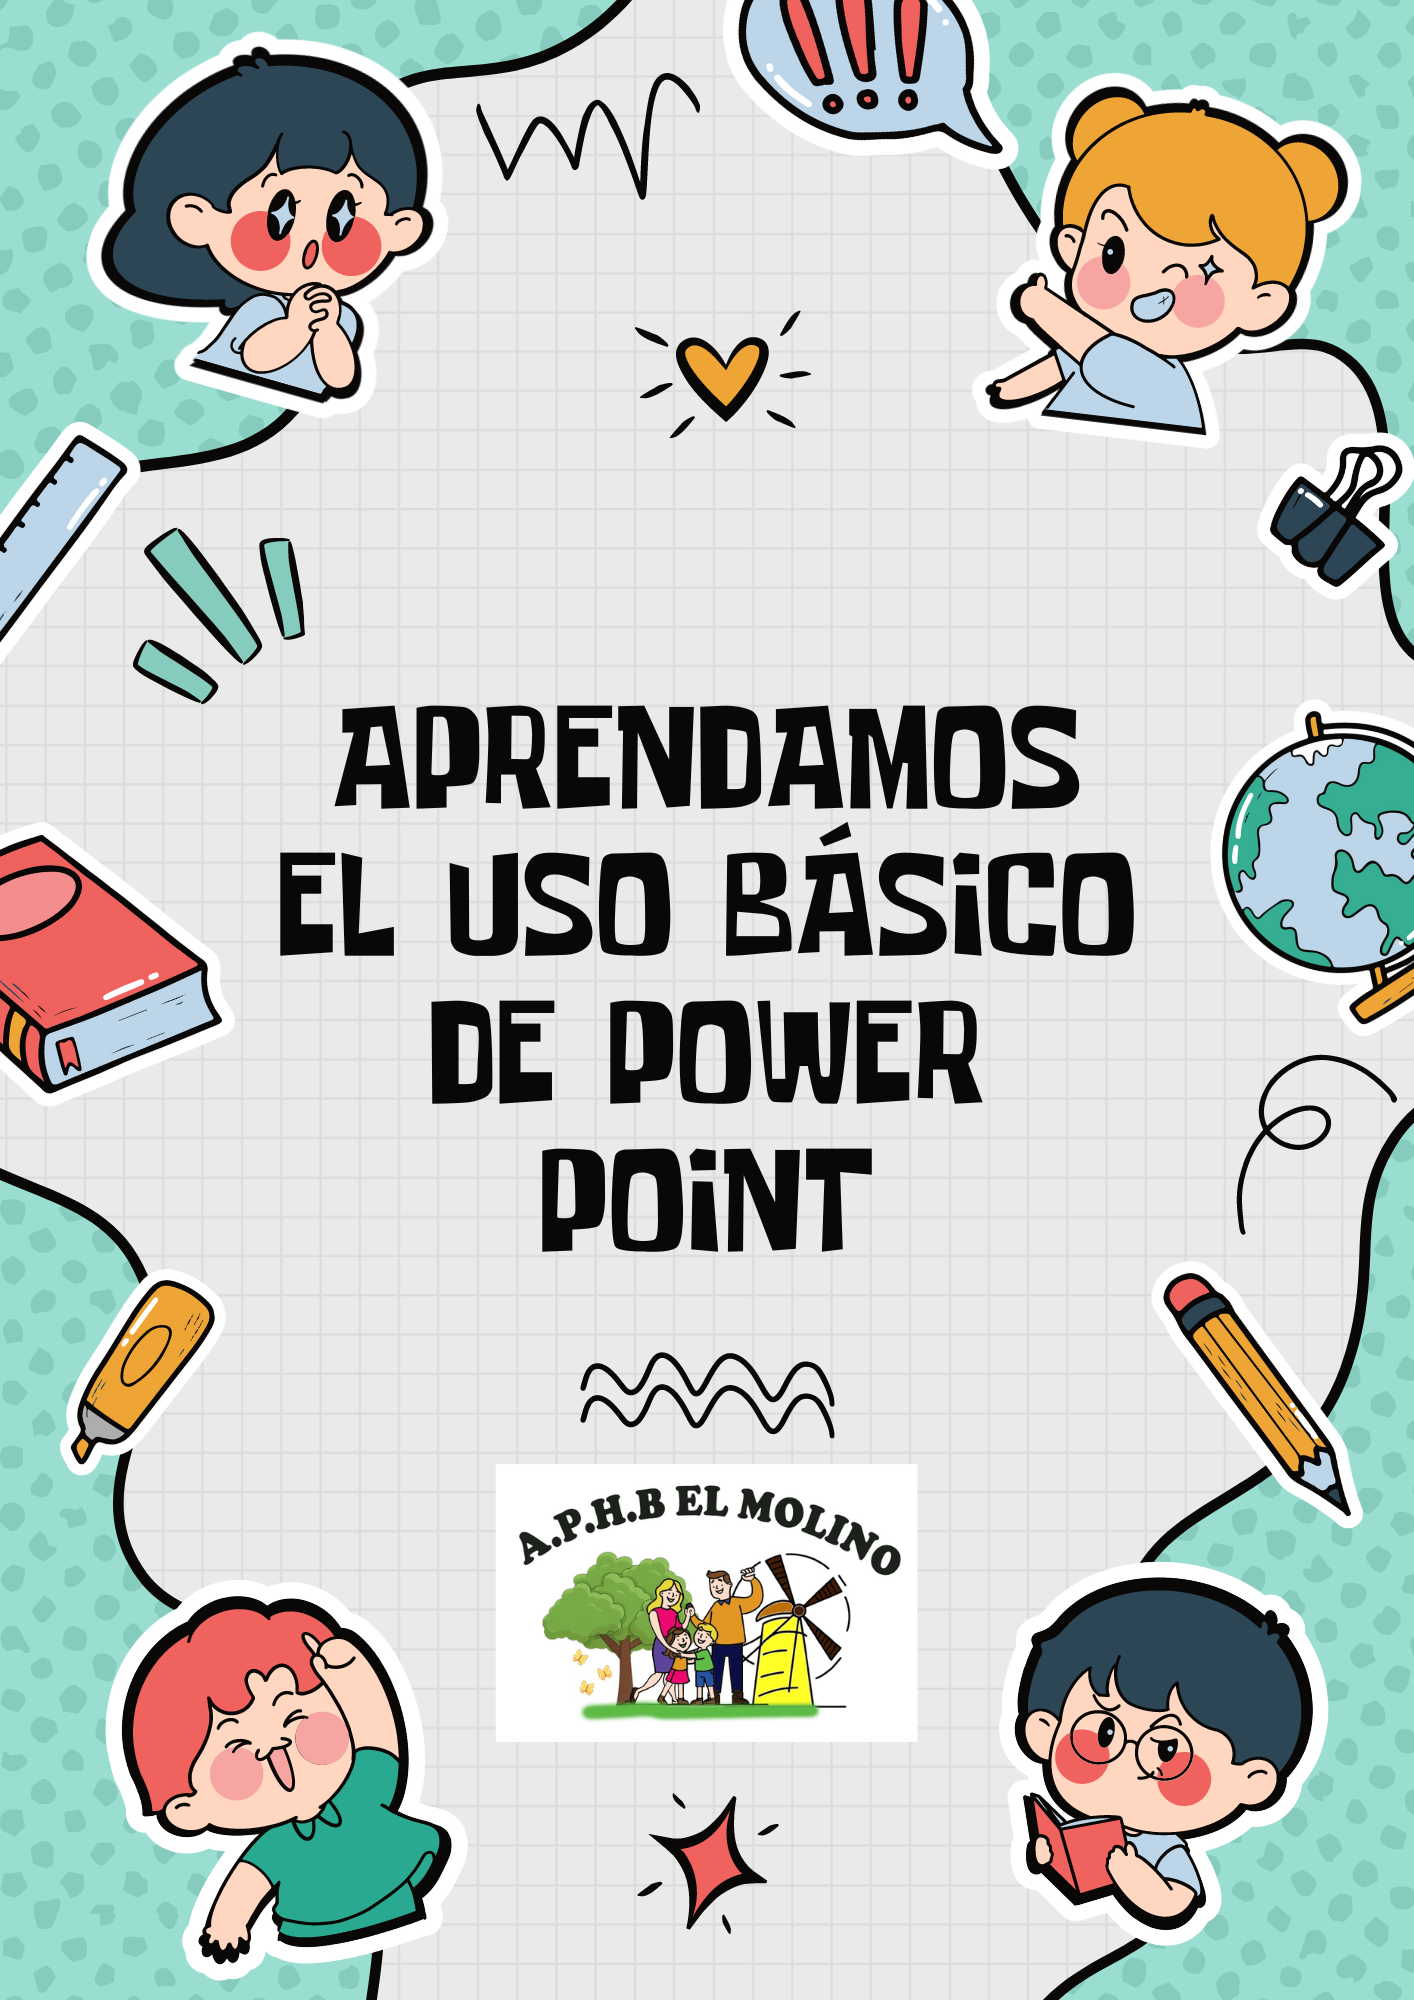 APRENDAMOS
EL USO BÁSiCO
DE POWER
POiNT
A.P.H.B EL MOLINO